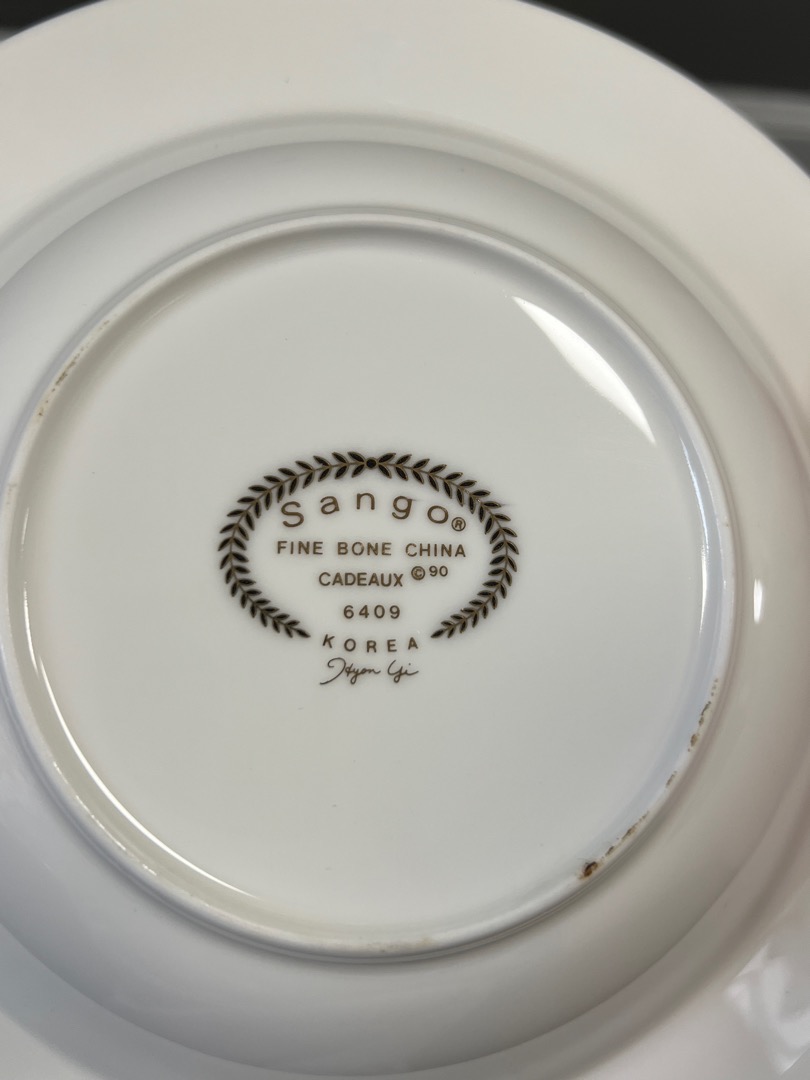 Sango®
FINE BONE CHINA
CADEAUX ©90
6409
KOREA
Hyon Yi